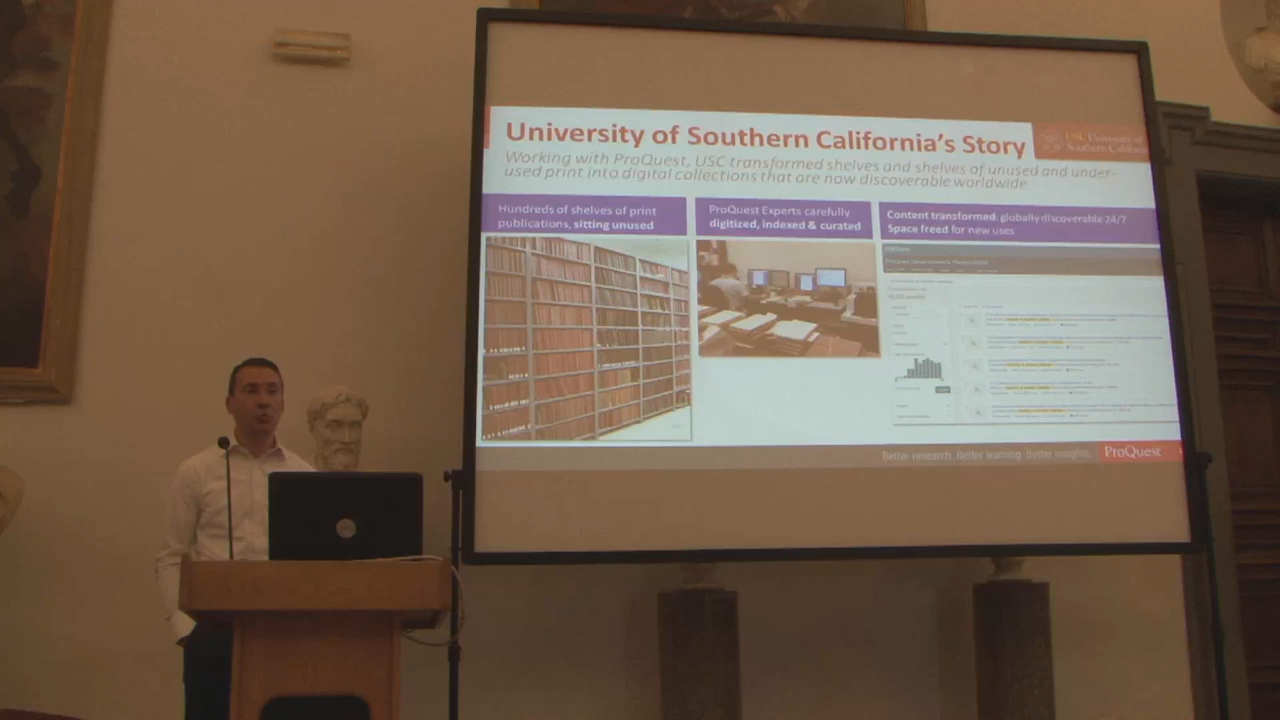 University of Southern California's Story
USC University of
Southern California
Working with ProQuest, USC transformed shelves and shelves of unused and under-
used print into digital collections that are now discoverable worldwide
Hundreds of shelves of print
publications, sitting unused
ProQuest Experts carefully
digitized, indexed & curated
Content transformed: globally discoverable 24/7
Space freed for new uses
Better research. Better learning. Better insights.
ProQuest